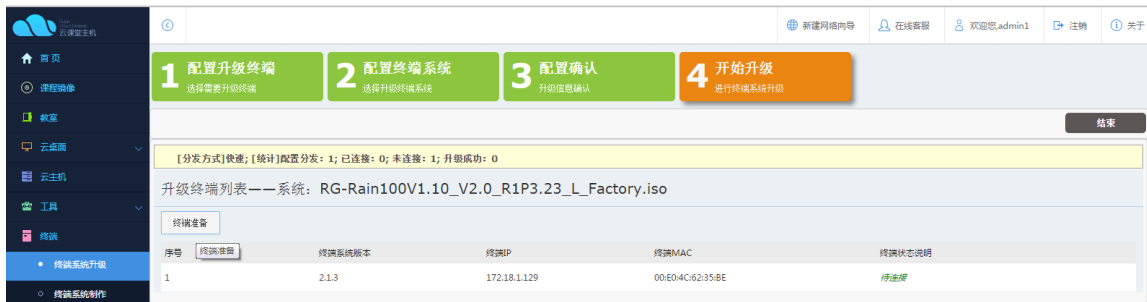 云课堂主机
新建网络向导
在线客服
欢迎您,admin1
注销
关于
首页
课程镜像
教室
云桌面
云主机
工具
终端
终端系统升级
终端系统制作
1 配置升级终端
选择需要升级终端
2 配置终端系统
选择升级终端系统
3 配置确认
升级信息确认
4 开始升级
进行终端系统升级
结束
[分发方式]快速; [统计]配置分发: 1; 已连接: 0; 未连接: 1; 升级成功: 0
升级终端列表——系统: RG-Rain100V1.10_V2.0_R1P3.23_L_Factory.iso
终端准备
序号 终端准备 终端系统版本 终端IP 终端MAC 终端状态说明
1 2.1.3 172.18.1.129 00:E0:4C:62:35:BE 待连接